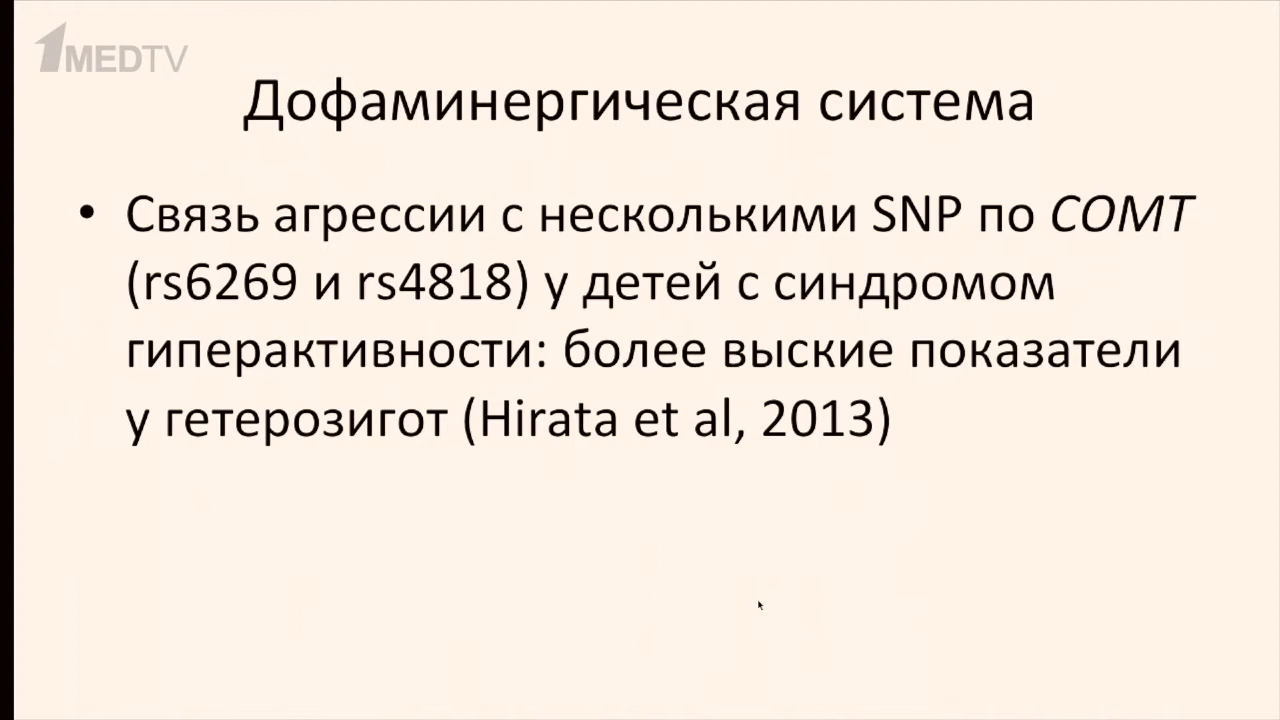 1MEDTV
Дофаминергическая система
• Связь агрессии с несколькими SNP по COMT
(rs6269 и rs4818) у детей с синдромом
гиперактивности: более выские показатели
у гетерозигот (Hirata et al, 2013)